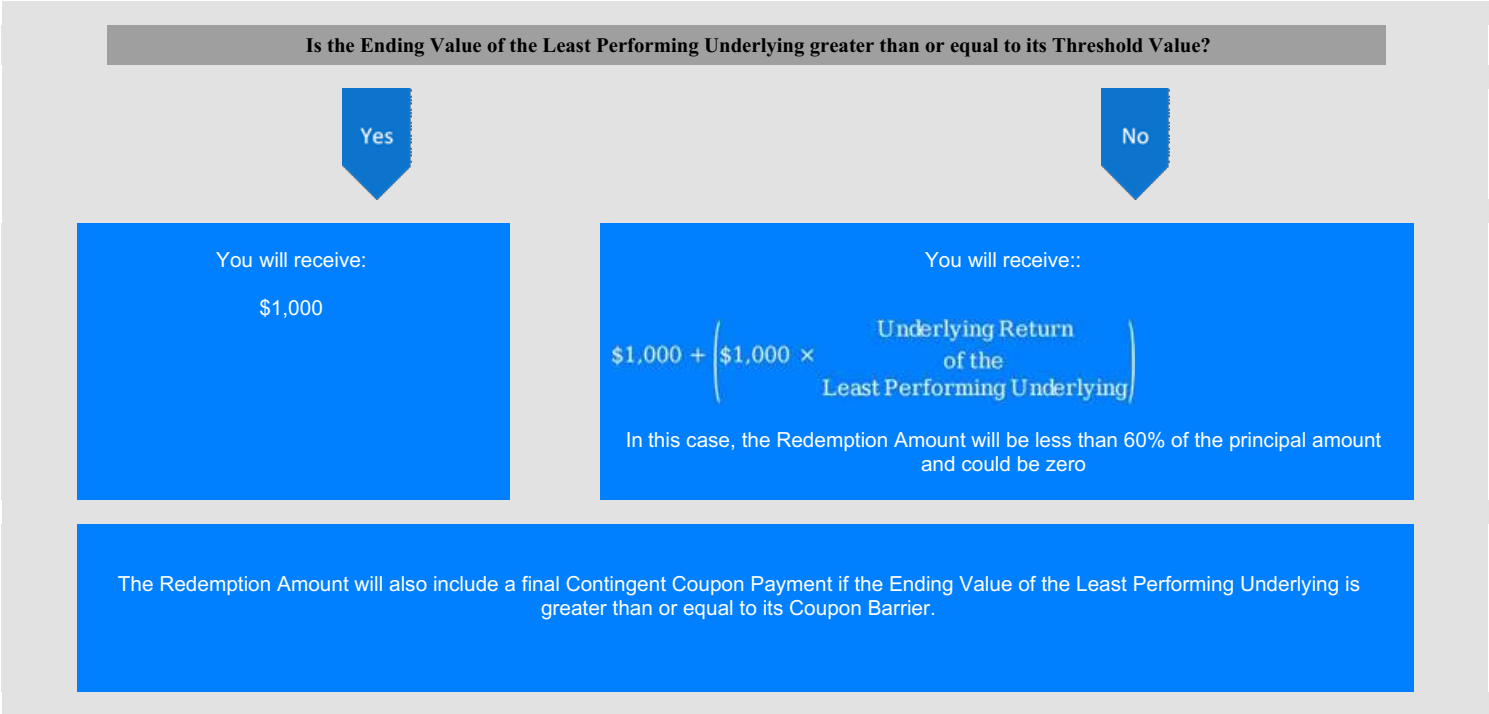 Is the Ending Value of the Least Performing Underlying greater than or equal to its Threshold Value?
Yes
No
You will receive:
$1,000
You will receive::
$1,000 + ($1,000 × Underlying Return
of the
Least Performing Underlying)
In this case, the Redemption Amount will be less than 60% of the principal amount
and could be zero
The Redemption Amount will also include a final Contingent Coupon Payment if the Ending Value of the Least Performing Underlying is
greater than or equal to its Coupon Barrier.